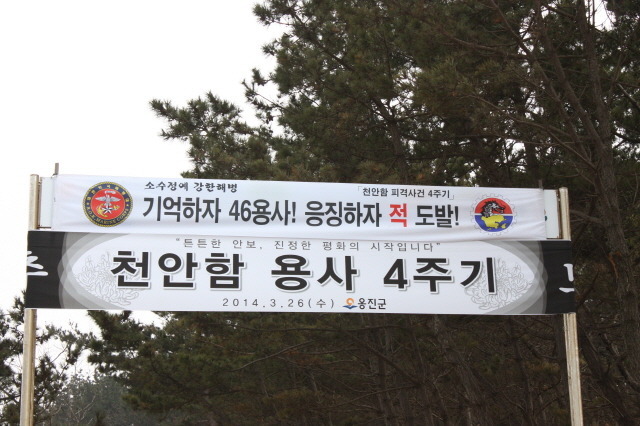 소수정예 강한해병
「천안함 피격사건 4주기」
기억하자 46용사! 응징하자 적 도발!
"튼튼한 안보, 진정한 평화의 시작입니다"
천안함 용사 4주기
2014.3.26(수) 옹진군